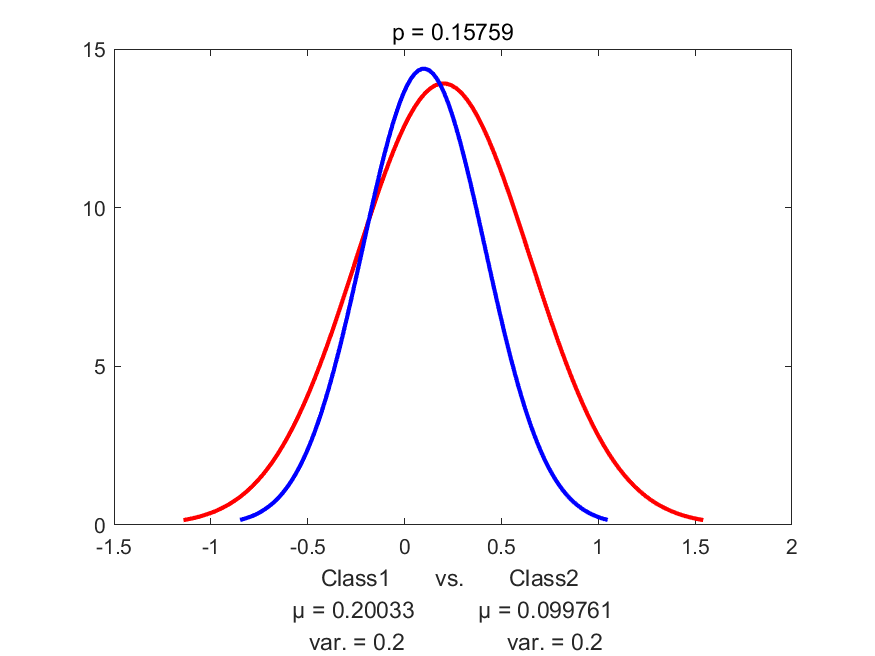 p = 0.15759
15
10
5
0
-1.5 -1 -0.5 0 0.5 1 1.5 2
Class1 vs. Class2
μ = 0.20033 μ = 0.099761
var. = 0.2 var. = 0.2